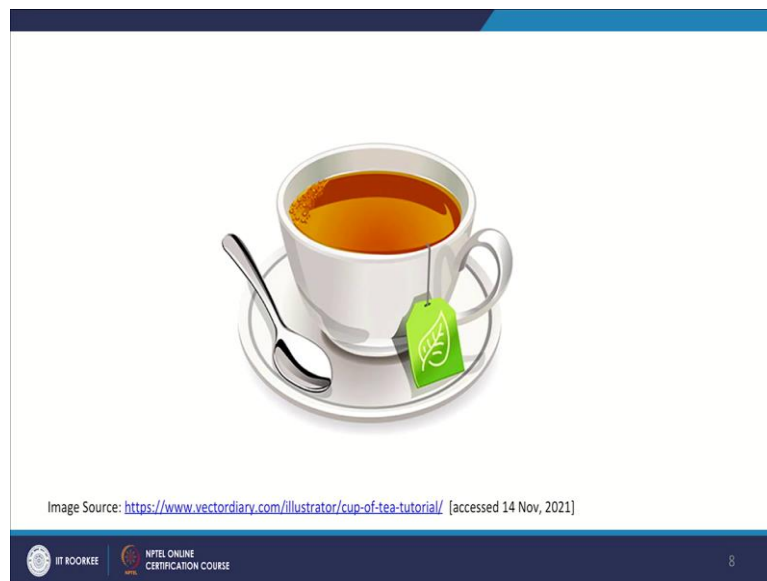 Image Source: https://www.vectordiary.com/illustrator/cup-of-tea-tutorial/ [accessed 14 Nov, 2021]
IIT ROORKEE
NPTEL ONLINE
CERTIFICATION COURSE
NPTEL
8